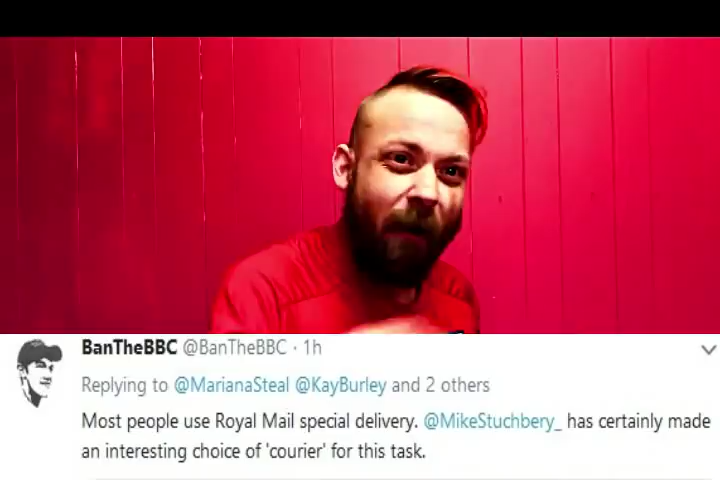 BanTheBBC @BanTheBBC · 1h
Replying to @MarianaSteal @KayBurley and 2 others
Most people use Royal Mail special delivery. @MikeStuchbery_ has certainly made
an interesting choice of 'courier' for this task.